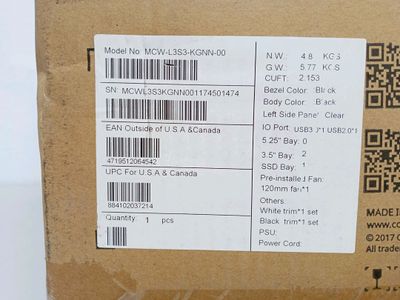 Model No MCW-L3S3-KGNN-00
SN: MCWL3S3KGNN001174501474
EAN Outside of U.S.A &Canada
4719512064542
UPC For U.S.A & Canada
884102037214
Quantity: 1 pcs
N.W.: 4.8 KGS
G.W.: 5.77 KGS
CUFT: 2.153
Bezel Color: Black
Body Color: Black
Left Side Panel Clear
IO Port: USB3.0*1 USB2.0*1
5.25" Bay: 0
3.5" Bay: 2
SSD Bay: 1
Pre-installed Fan:
120mm fan*1
Others:
White trim*1 set
Black trim*1 set
PSU:
Power Cord:
MADE IN
www.co
© 2017 C
All trade